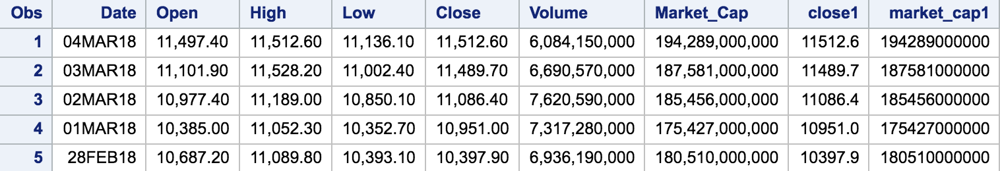 Obs Date Open High Low Close Volume Market_Cap close1 market_cap1
1 04MAR18 11,497.40 11,512.60 11,136.10 11,512.60 6,084,150,000 194,289,000,000 11512.6 194289000000
2 03MAR18 11,101.90 11,528.20 11,002.40 11,489.70 6,690,570,000 187,581,000,000 11489.7 187581000000
3 02MAR18 10,977.40 11,189.00 10,850.10 11,086.40 7,620,590,000 185,456,000,000 11086.4 185456000000
4 01MAR18 10,385.00 11,052.30 10,352.70 10,951.00 7,317,280,000 175,427,000,000 10951.0 175427000000
5 28FEB18 10,687.20 11,089.80 10,393.10 10,397.90 6,936,190,000 180,510,000,000 10397.9 180510000000